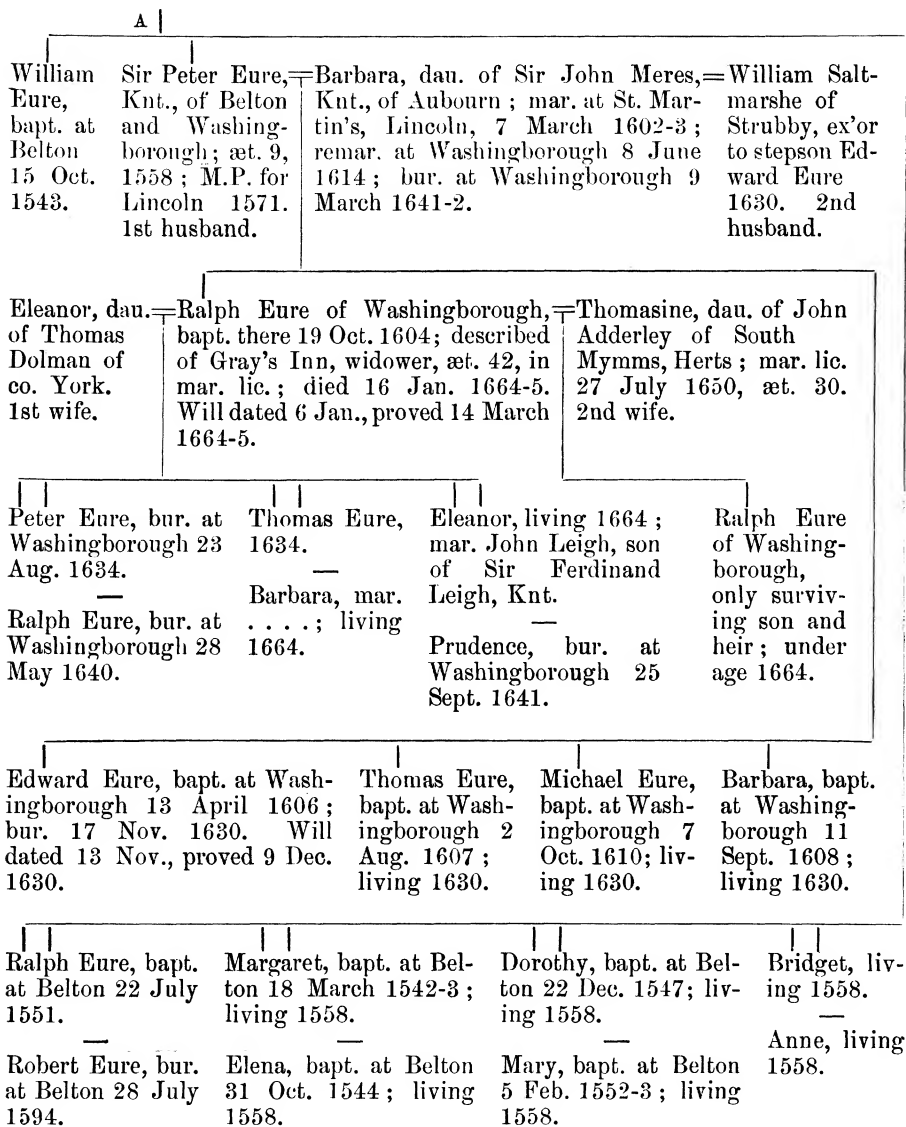 A
William
Eure,
bapt. at
Belton
15 Oct.
1543.
Sir Peter Eure,
Knt., of Belton
and Washing-
borough; æt. 9,
1558; M.P. for
Lincoln 1571.
1st husband.
Barbara, dau. of Sir John Meres,
Knt., of Aubourn; mar. at St. Mar-
tin's, Lincoln, 7 March 1602-3;
remar. at Washingborough 8 June
1614; bur. at Washingborough 9
March 1641-2.
William Salt-
marshe of
Strubby, ex'or
to stepson Ed-
ward Eure
1630. 2nd
husband.
Eleanor, dau.
of Thomas
Dolman of
co. York.
1st wife.
Ralph Eure of Washingborough,
bapt. there 19 Oct. 1604; described
of Gray's Inn, widower, æt. 42, in
mar. lic.; died 16 Jan. 1664-5.
Will dated 6 Jan., proved 14 March
1664-5.
Thomasine, dau. of John
Adderley of South
Mymms, Herts; mar. lic.
27 July 1650, æt. 30.
2nd wife.
Peter Eure, bur. at
Washingborough 23
Aug. 1634.
—
Ralph Eure, bur. at
Washingborough 28
May 1640.
Thomas Eure,
1634.
—
Barbara, mar.
. . . .; living
1664.
Eleanor, living 1664;
mar. John Leigh, son
of Sir Ferdinand
Leigh, Knt.
—
Prudence, bur. at
Washingborough 25
Sept. 1641.
Ralph Eure
of Washing-
borough,
only surviv-
ing son and
heir; under
age 1664.
Edward Eure, bapt. at Wash-
ingborough 13 April 1606;
bur. 17 Nov. 1630. Will
dated 13 Nov., proved 9 Dec.
1630.
Thomas Eure,
bapt. at Wash-
ingborough 2
Aug. 1607;
living 1630.
Michael Eure,
bapt. at Wash-
ingborough 7
Oct. 1610; liv-
ing 1630.
Barbara, bapt.
at Washing-
borough 11
Sept. 1608;
living 1630.
Ralph Eure, bapt.
at Belton 22 July
1551.
—
Robert Eure, bur.
at Belton 28 July
1594.
Margaret, bapt. at Bel-
ton 18 March 1542-3;
living 1558.
—
Elena, bapt. at Belton
31 Oct. 1544; living
1558.
Dorothy, bapt. at Bel-
ton 22 Dec. 1547; liv-
ing 1558.
—
Mary, bapt. at Belton
5 Feb. 1552-3; living
1558.
Bridget, liv-
ing 1558.
—
Anne, living
1558.